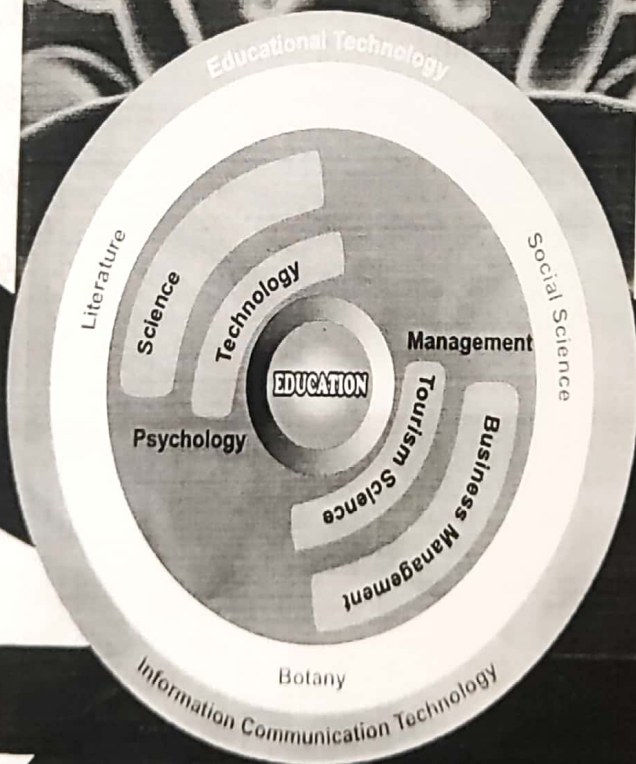 Educational Technology
Literature
Social Science
Science
Technology
Management
EDUCATION
Psychology
Tourism Science
Business Management
Botany
Information Communication Technology